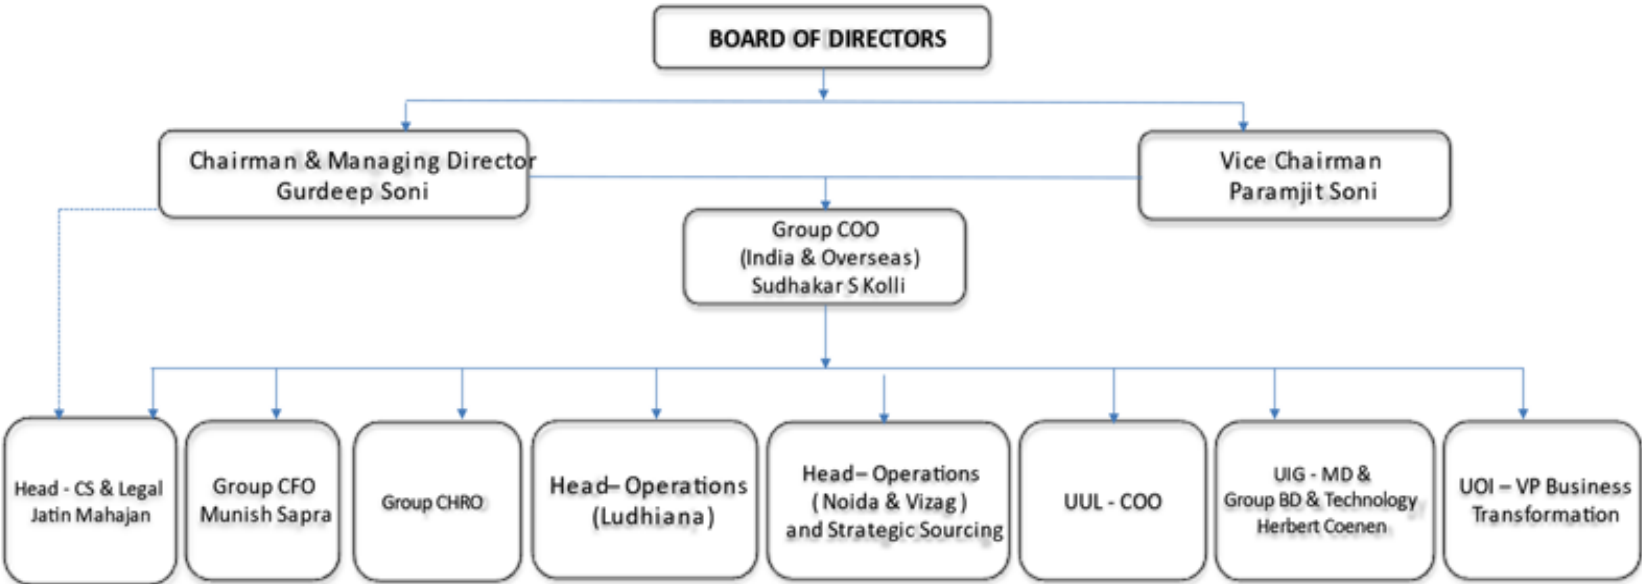 BOARD OF DIRECTORS
Chairman & Managing Director
Gurdeep Soni
Vice Chairman
Paramjit Soni
Group COO
(India & Overseas)
Sudhakar S Kolli
Head - CS & Legal
Jatin Mahajan
Group CFO
Munish Sapra
Group CHRO
Head– Operations
(Ludhiana)
Head– Operations
( Noida & Vizag )
and Strategic Sourcing
UUL - COO
UIG - MD &
Group BD & Technology
Herbert Coenen
UOI – VP Business
Transformation